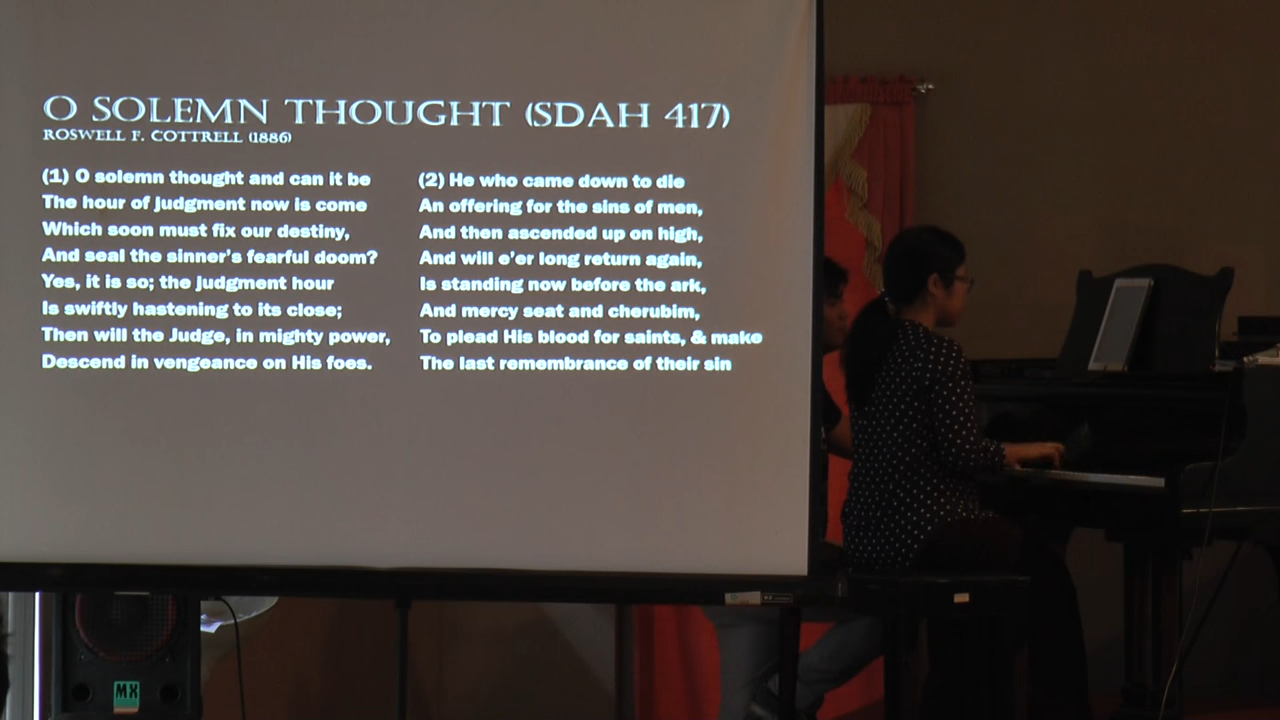 O SOLEMN THOUGHT (SDAH 417)
ROSWELL F. COTTRELL (1886)
(1) O solemn thought and can it be
The hour of judgment now is come
Which soon must fix our destiny,
And seal the sinner's fearful doom?
Yes, it is so; the judgment hour
Is swiftly hastening to its close;
Then will the Judge, in mighty power,
Descend in vengeance on His foes.
(2) He who came down to die
An offering for the sins of men,
And then ascended up on high,
And will e'er long return again,
Is standing now before the ark,
And mercy seat and cherubim,
To plead His blood for saints, & make
The last remembrance of their sin
MX